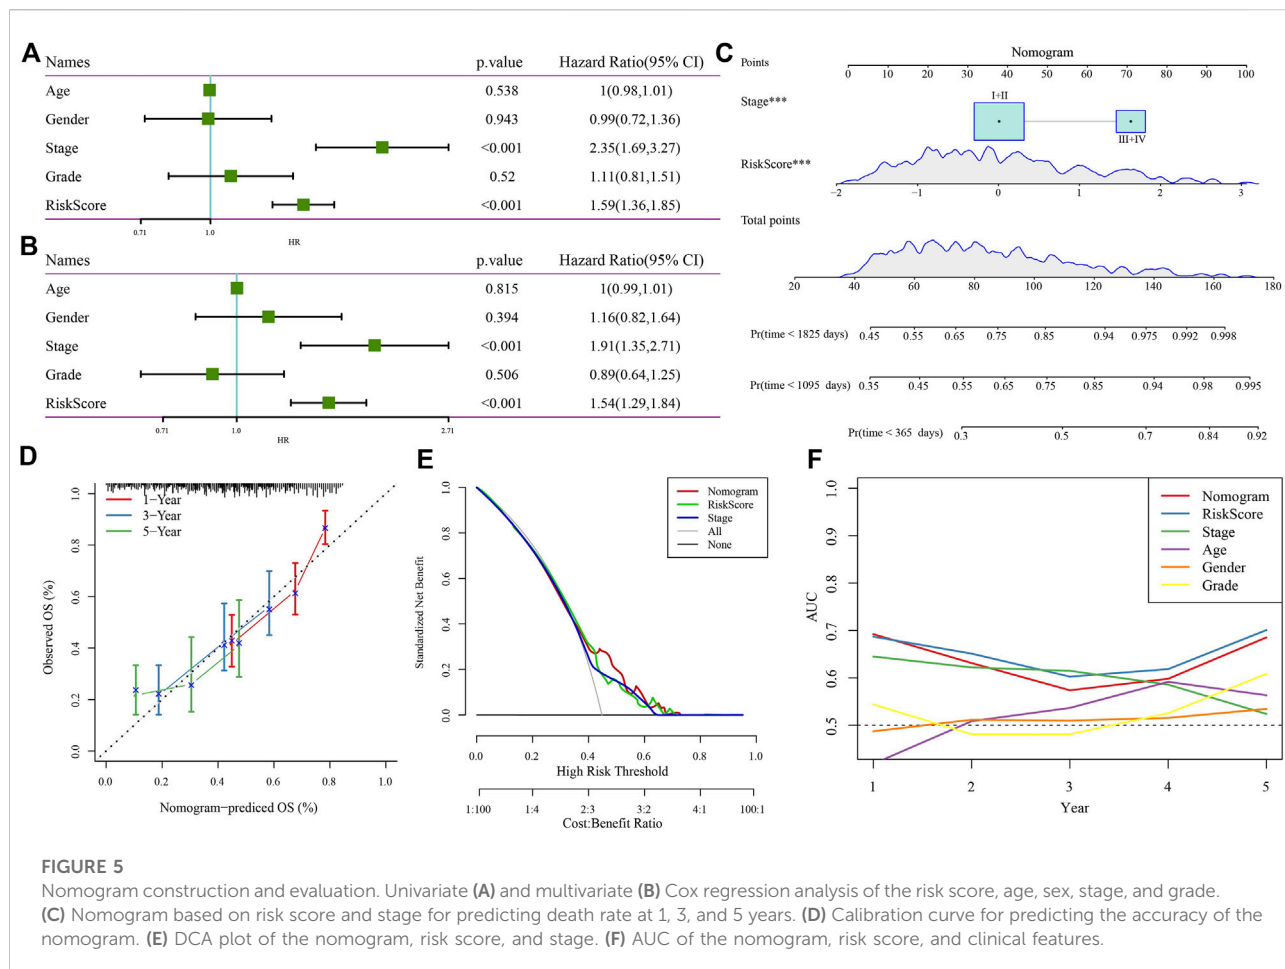 A
Names p.value Hazard Ratio(95% CI)
Age 0.538 1(0.98,1.01)
Gender 0.943 0.99(0.72,1.36)
Stage <0.001 2.35(1.69,3.27)
Grade 0.52 1.11(0.81,1.51)
RiskScore <0.001 1.59(1.36,1.85)
0.71 1.0
HR
B
Names p.value Hazard Ratio(95% CI)
Age 0.815 1(0.99,1.01)
Gender 0.394 1.16(0.82,1.64)
Stage <0.001 1.91(1.35,2.71)
Grade 0.506 0.89(0.64,1.25)
RiskScore <0.001 1.54(1.29,1.84)
0.71 1.0 2.71
HR
C
Nomogram
Points
0 10 20 30 40 50 60 70 80 90 100
Stage***
I+II
III+IV
RiskScore***
−2 −1 0 1 2 3
Total points
20 40 60 80 100 120 140 160 180
Pr(time < 1825 days)
0.45 0.55 0.65 0.75 0.85 0.94 0.975 0.992 0.998
Pr(time < 1095 days)
0.35 0.45 0.55 0.65 0.75 0.85 0.94 0.98 0.995
Pr(time < 365 days)
0.3 0.5 0.7 0.84 0.92
D
1−Year
3−Year
5−Year
Observed OS (%)
1.0
0.8
0.6
0.4
0.2
0.0
0.0 0.2 0.4 0.6 0.8 1.0
Nomogram−prediced OS (%)
E
Nomogram
RiskScore
Stage
All
None
Standardized Net Benefit
1.0
0.8
0.6
0.4
0.2
0.0
0.0 0.2 0.4 0.6 0.8 1.0
High Risk Threshold
1:100 1:4 2:3 3:2 4:1 100:1
Cost:Benefit Ratio
F
Nomogram
RiskScore
Stage
Age
Gender
Grade
AUC
1.0
0.9
0.8
0.7
0.6
0.5
1 2 3 4 5
Year
FIGURE 5
Nomogram construction and evaluation. Univariate (A) and multivariate (B) Cox regression analysis of the risk score, age, sex, stage, and grade.
(C) Nomogram based on risk score and stage for predicting death rate at 1, 3, and 5 years. (D) Calibration curve for predicting the accuracy of the
nomogram. (E) DCA plot of the nomogram, risk score, and stage. (F) AUC of the nomogram, risk score, and clinical features.